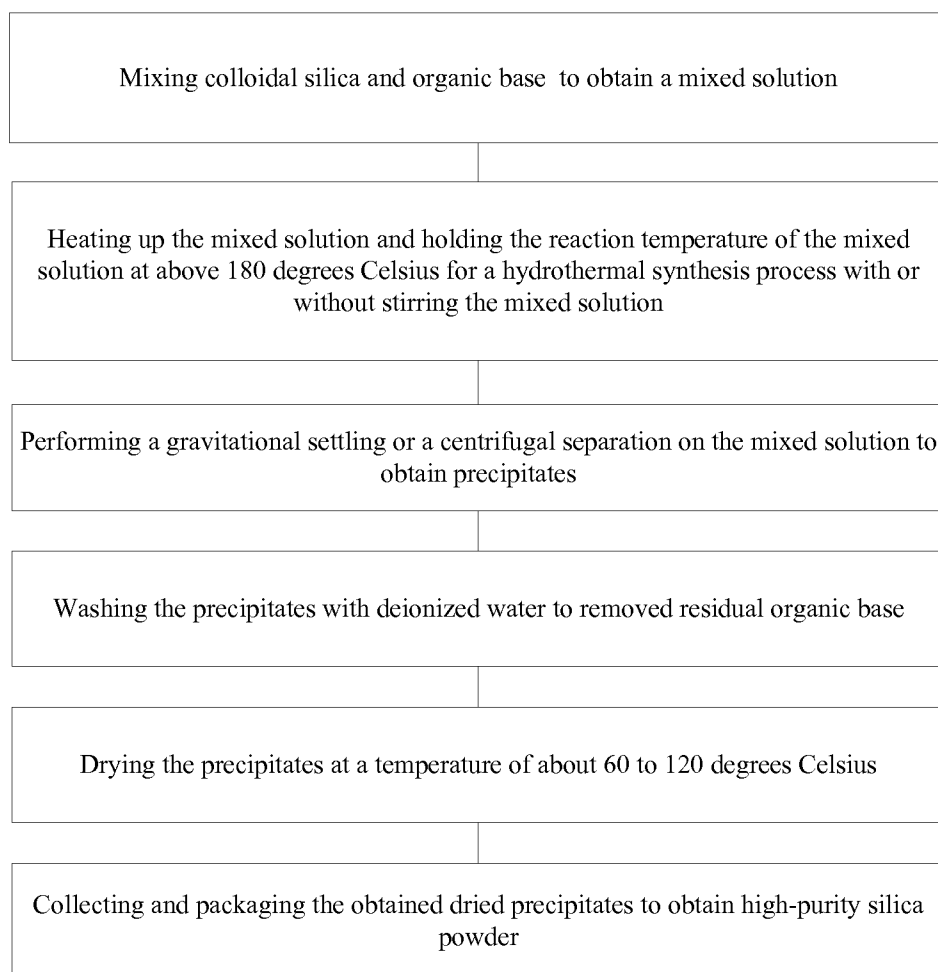 Mixing colloidal silica and organic base to obtain a mixed solution
Heating up the mixed solution and holding the reaction temperature of the mixed
solution at above 180 degrees Celsius for a hydrothermal synthesis process with or
without stirring the mixed solution
Performing a gravitational settling or a centrifugal separation on the mixed solution to
obtain precipitates
Washing the precipitates with deionized water to removed residual organic base
Drying the precipitates at a temperature of about 60 to 120 degrees Celsius
Collecting and packaging the obtained dried precipitates to obtain high-purity silica
powder